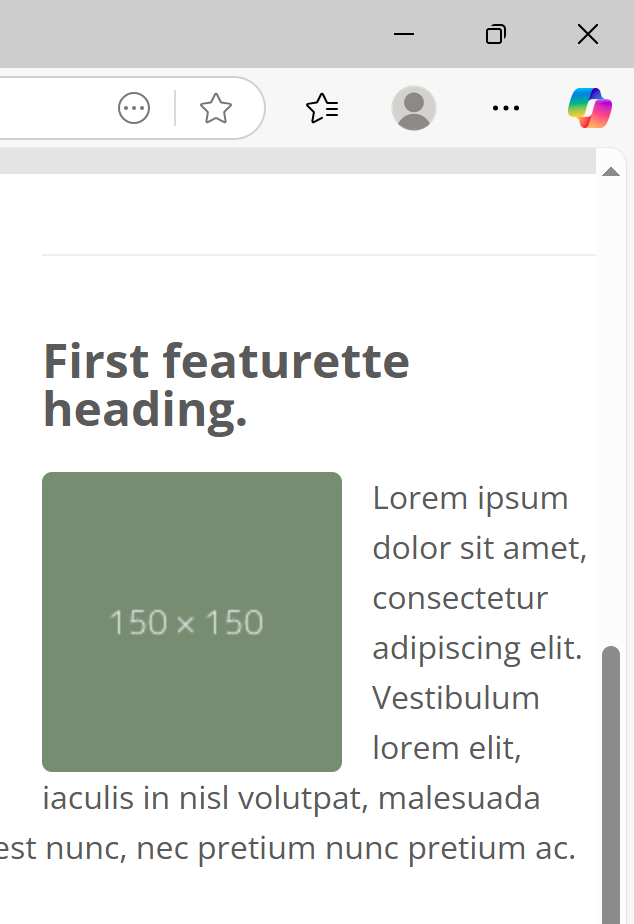 First featurette
heading.
150 × 150
Lorem ipsum
dolor sit amet,
consectetur
adipiscing elit.
Vestibulum
lorem elit,
iaculis in nisl volutpat, malesuada
est nunc, nec pretium nunc pretium ac.